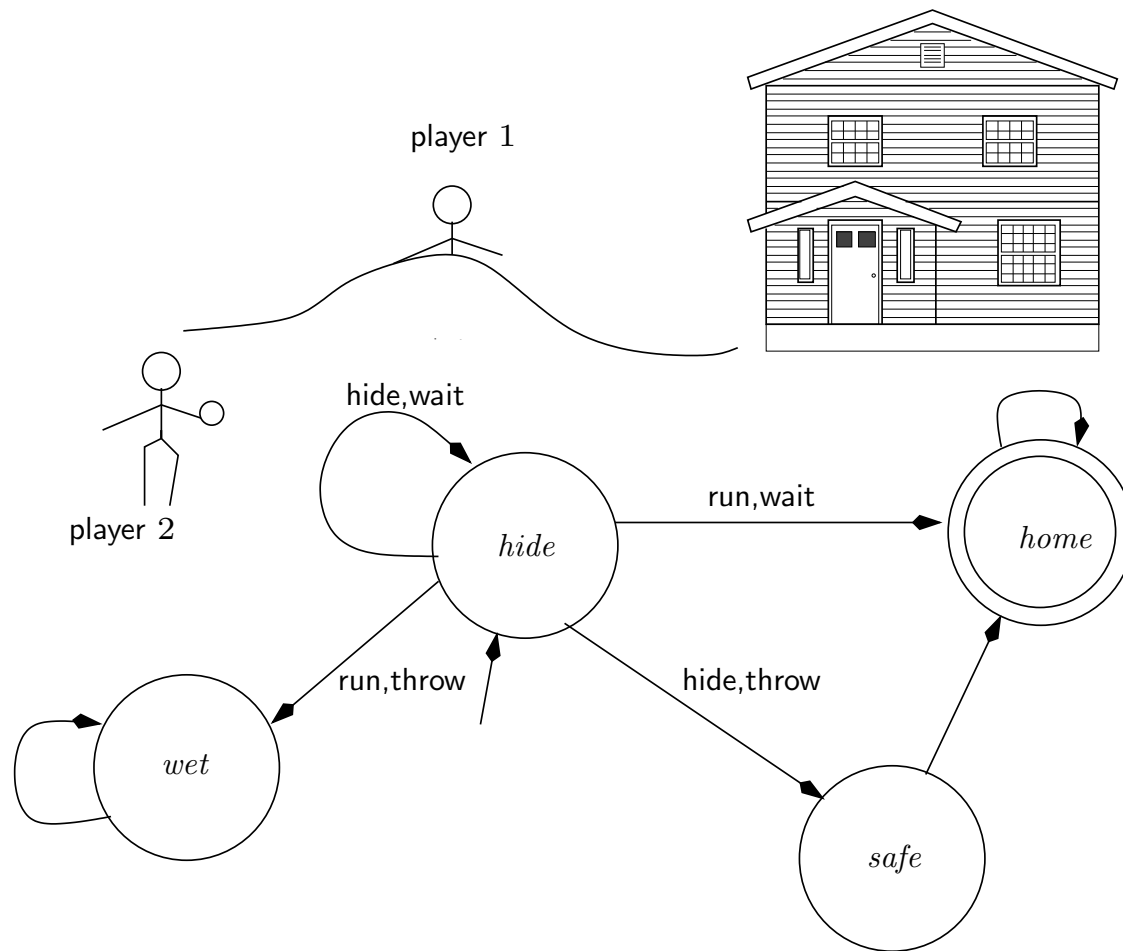 player 1
player 2
hide,wait
run,wait
hide
home
run,throw
hide,throw
wet
safe